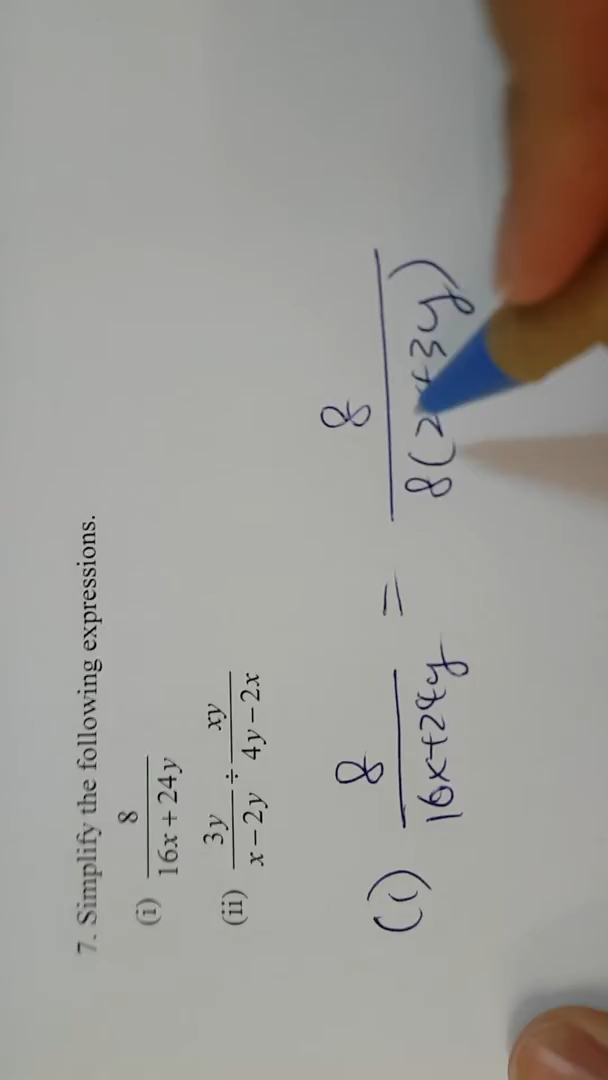 7. Simplify the following expressions.
(i) 8/(16x + 24y)
(ii) 3y/(x − 2y) ÷ xy/(4y − 2x)
(i) 8/(16x+24y) = 8/(8(2 +3y))